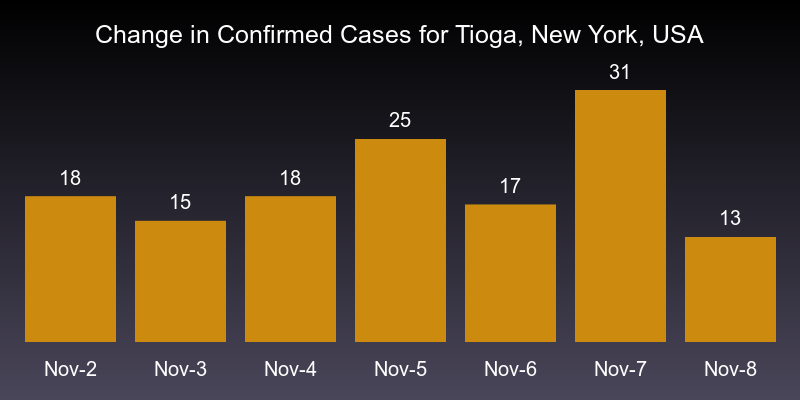 Change in Confirmed Cases for Tioga, New York, USA
18 15 18 25 17 31 13
Nov-2 Nov-3 Nov-4 Nov-5 Nov-6 Nov-7 Nov-8